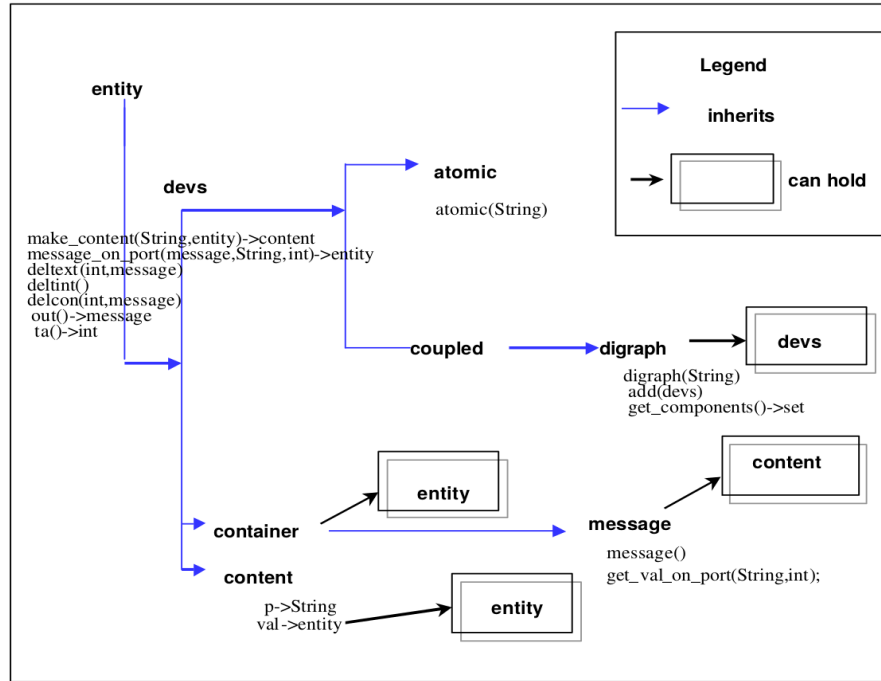 Legend
entity
inherits
devs
atomic
can hold
atomic(String)
make_content(String,entity)->content
message_on_port(message,String,int)->entity
deltext(int,message)
deltint()
delcon(int,message)
out()->message
ta()->int
coupled
digraph
devs
digraph(String)
add(devs)
get_components()->set
content
entity
container
message
message()
get_val_on_port(String,int);
content
p->String
val->entity
entity